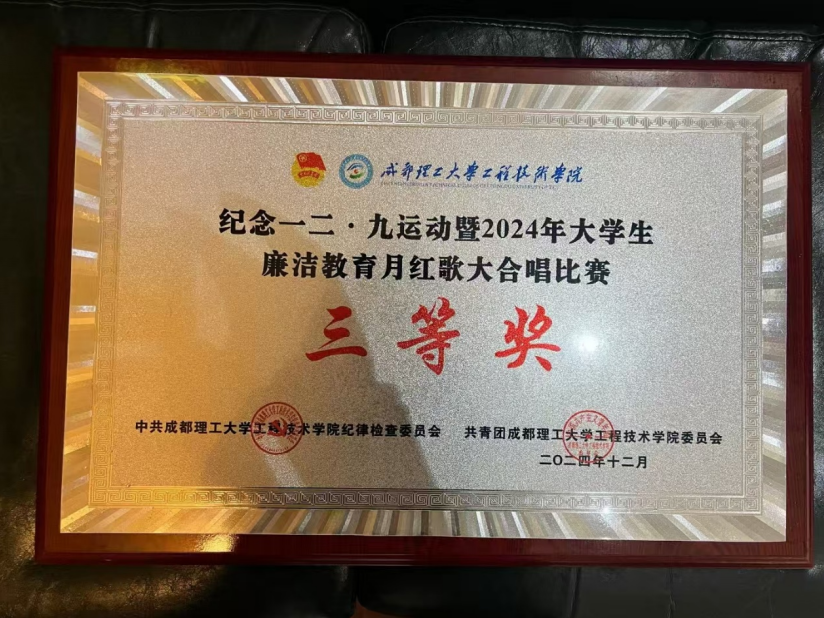 成都理工大学工程技术学院
纪念一二·九运动暨2024年大学生
廉洁教育月红歌大合唱比赛
三等奖
中共成都理工大学工程技术学院纪律检查委员会 共青团成都理工大学工程技术学院委员会
二〇二四年十二月